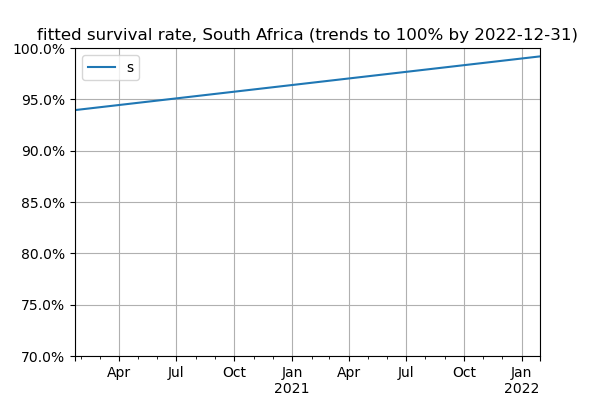 fitted survival rate, South Africa (trends to 100% by 2022-12-31)
100.0%
s
95.0%
90.0%
85.0%
80.0%
75.0%
70.0%
Apr Jul Oct Jan Apr Jul Oct Jan
2021 2022